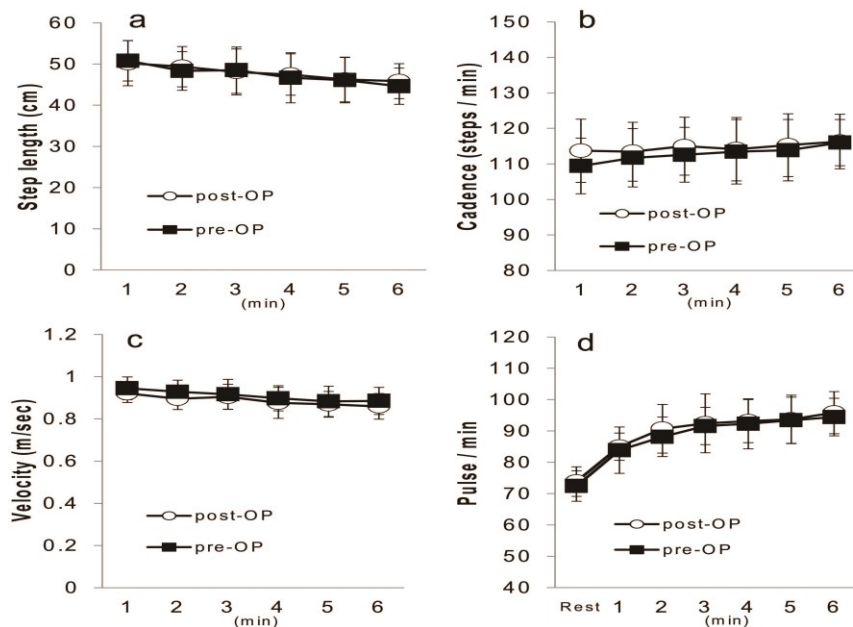 a
Step length (cm)
60
50
40
30
20
10
0
post-OP
pre-OP
1 2 3 4 5 6
(min)
b
Cadence (steps / min)
150
140
130
120
110
100
90
80
post-OP
pre-OP
1 2 3 4 5 6
(min)
c
Velocity (m/sec)
1.2
1
0.8
0.6
0.4
0.2
0
post-OP
pre-OP
1 2 3 4 5 6
(min)
d
Pulse / min
120
110
100
90
80
70
60
50
40
post-OP
pre-OP
Rest 1 2 3 4 5 6
(min)